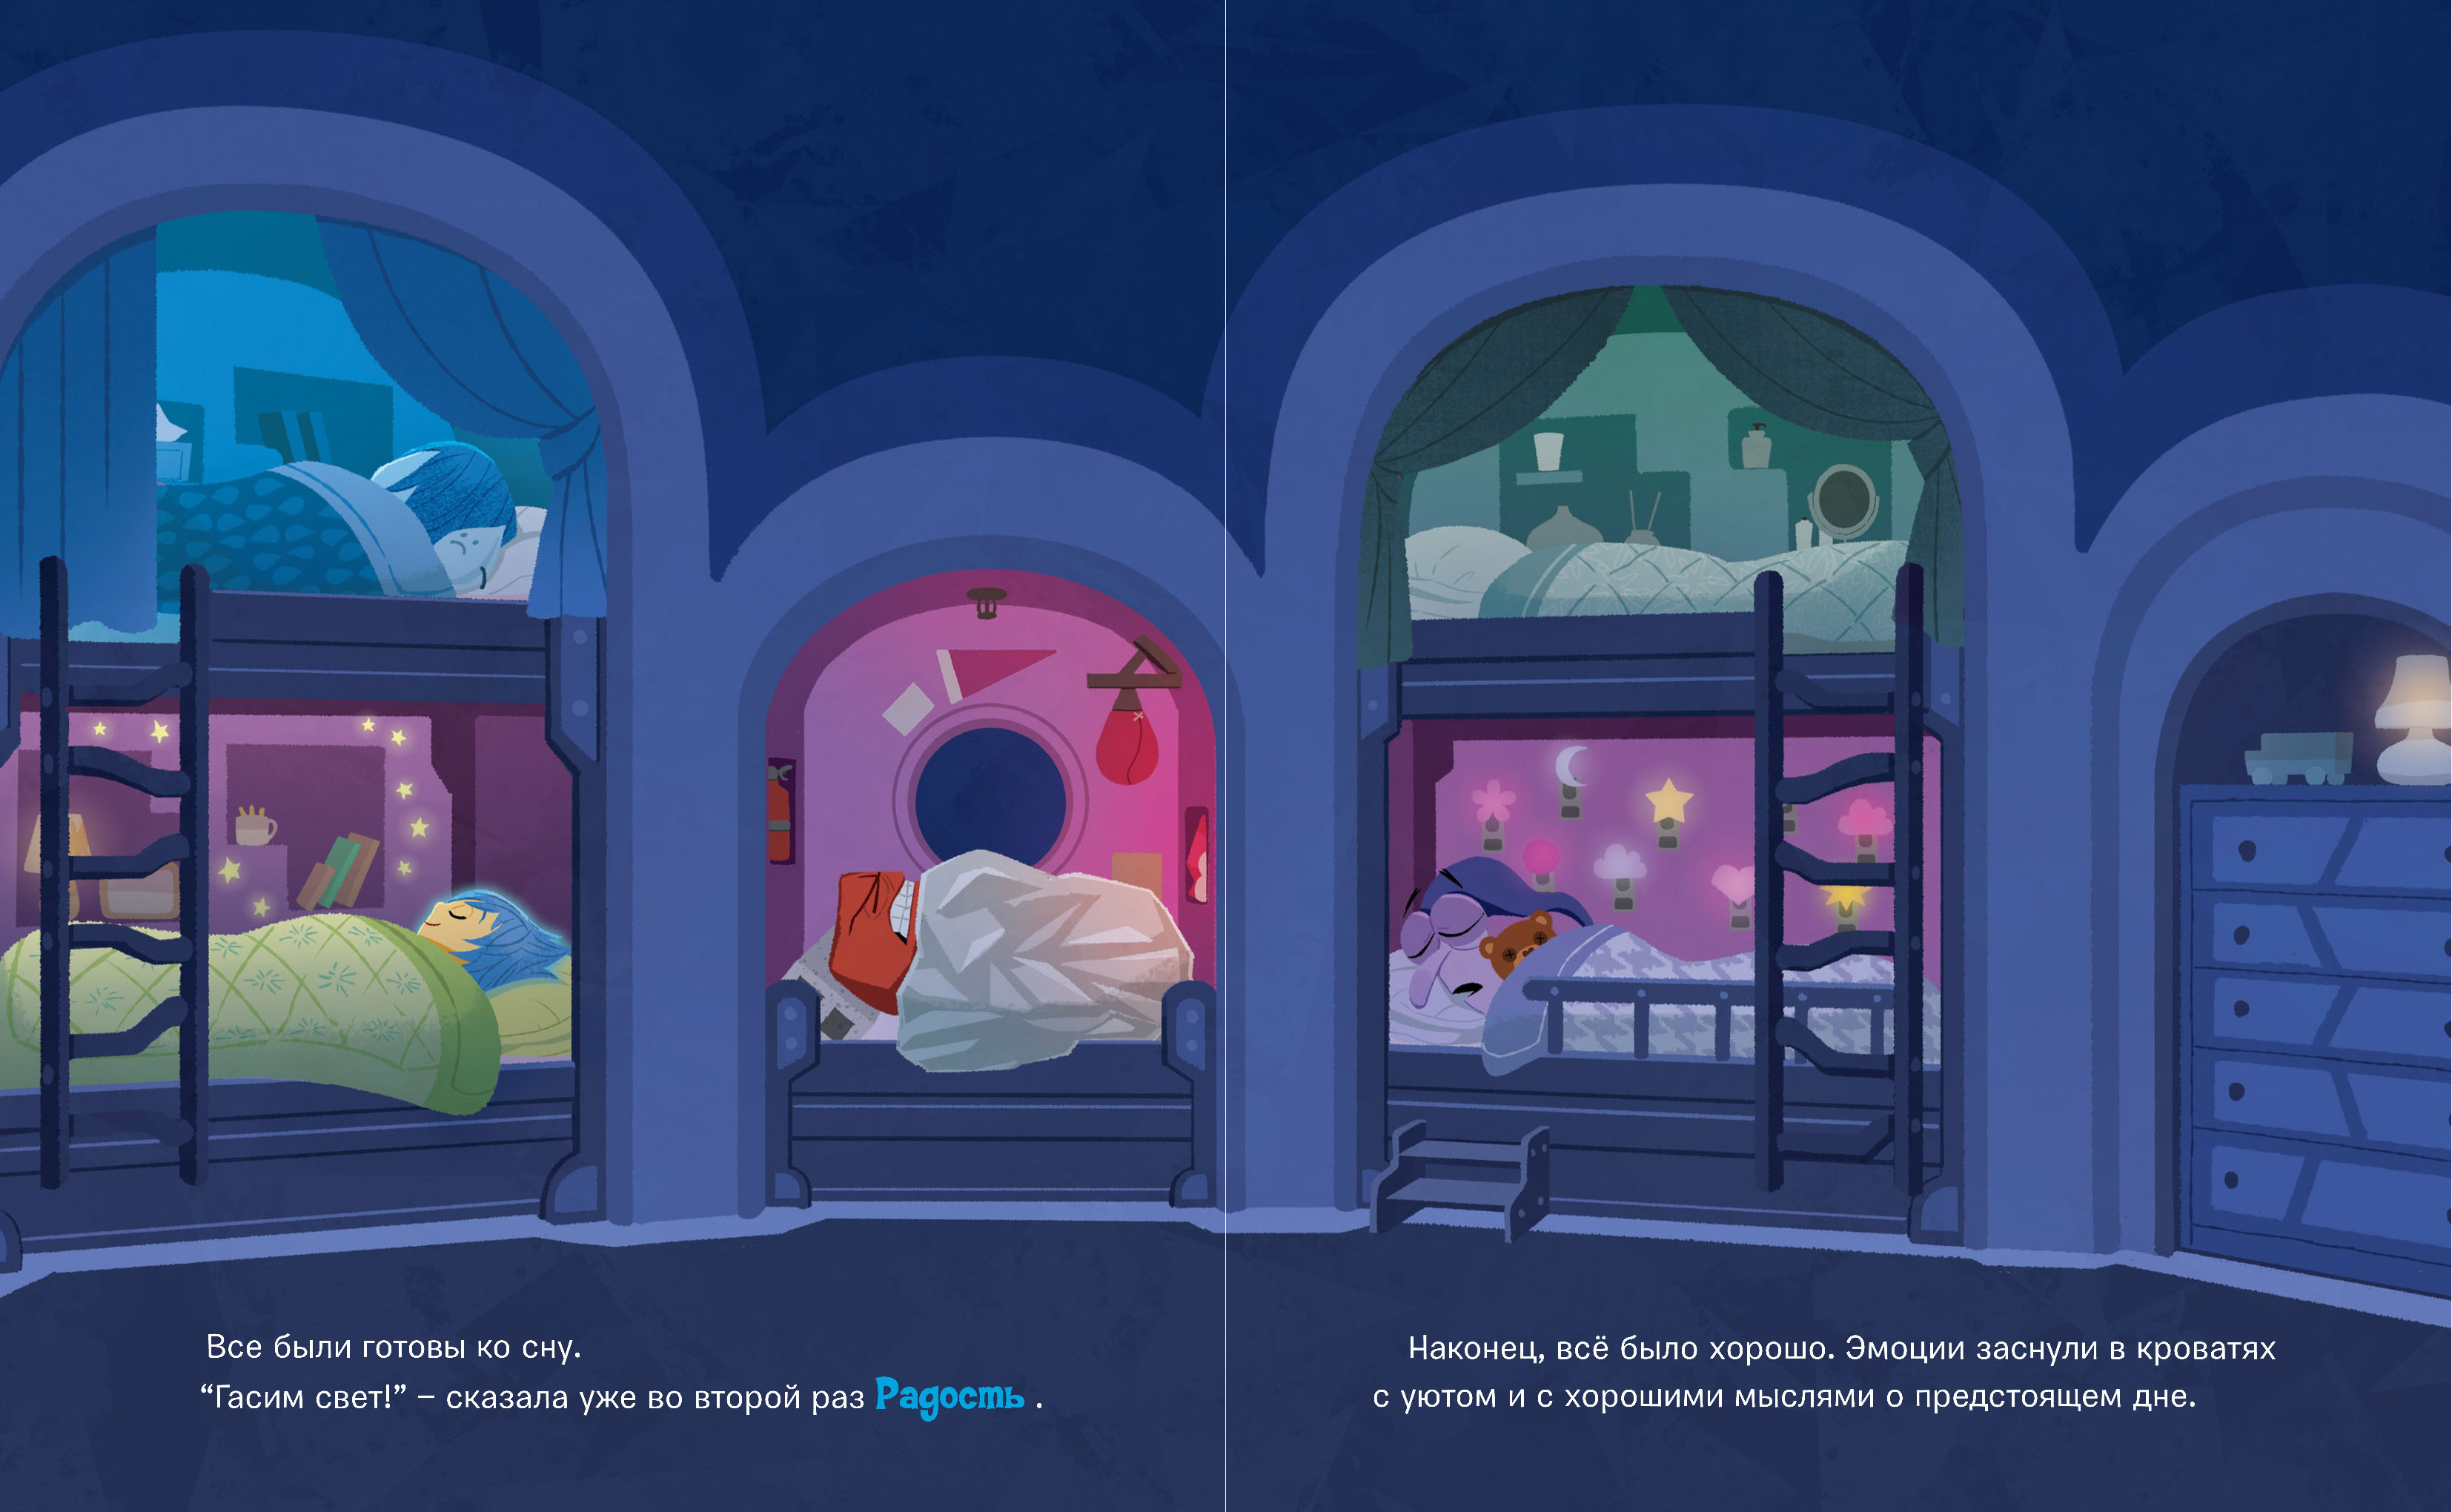 Все были готовы ко сну.
“Гасим свет!” – сказала уже во второй раз Радость .
Наконец, всё было хорошо. Эмоции заснули в кроватях
с уютом и с хорошими мыслями о предстоящем дне.